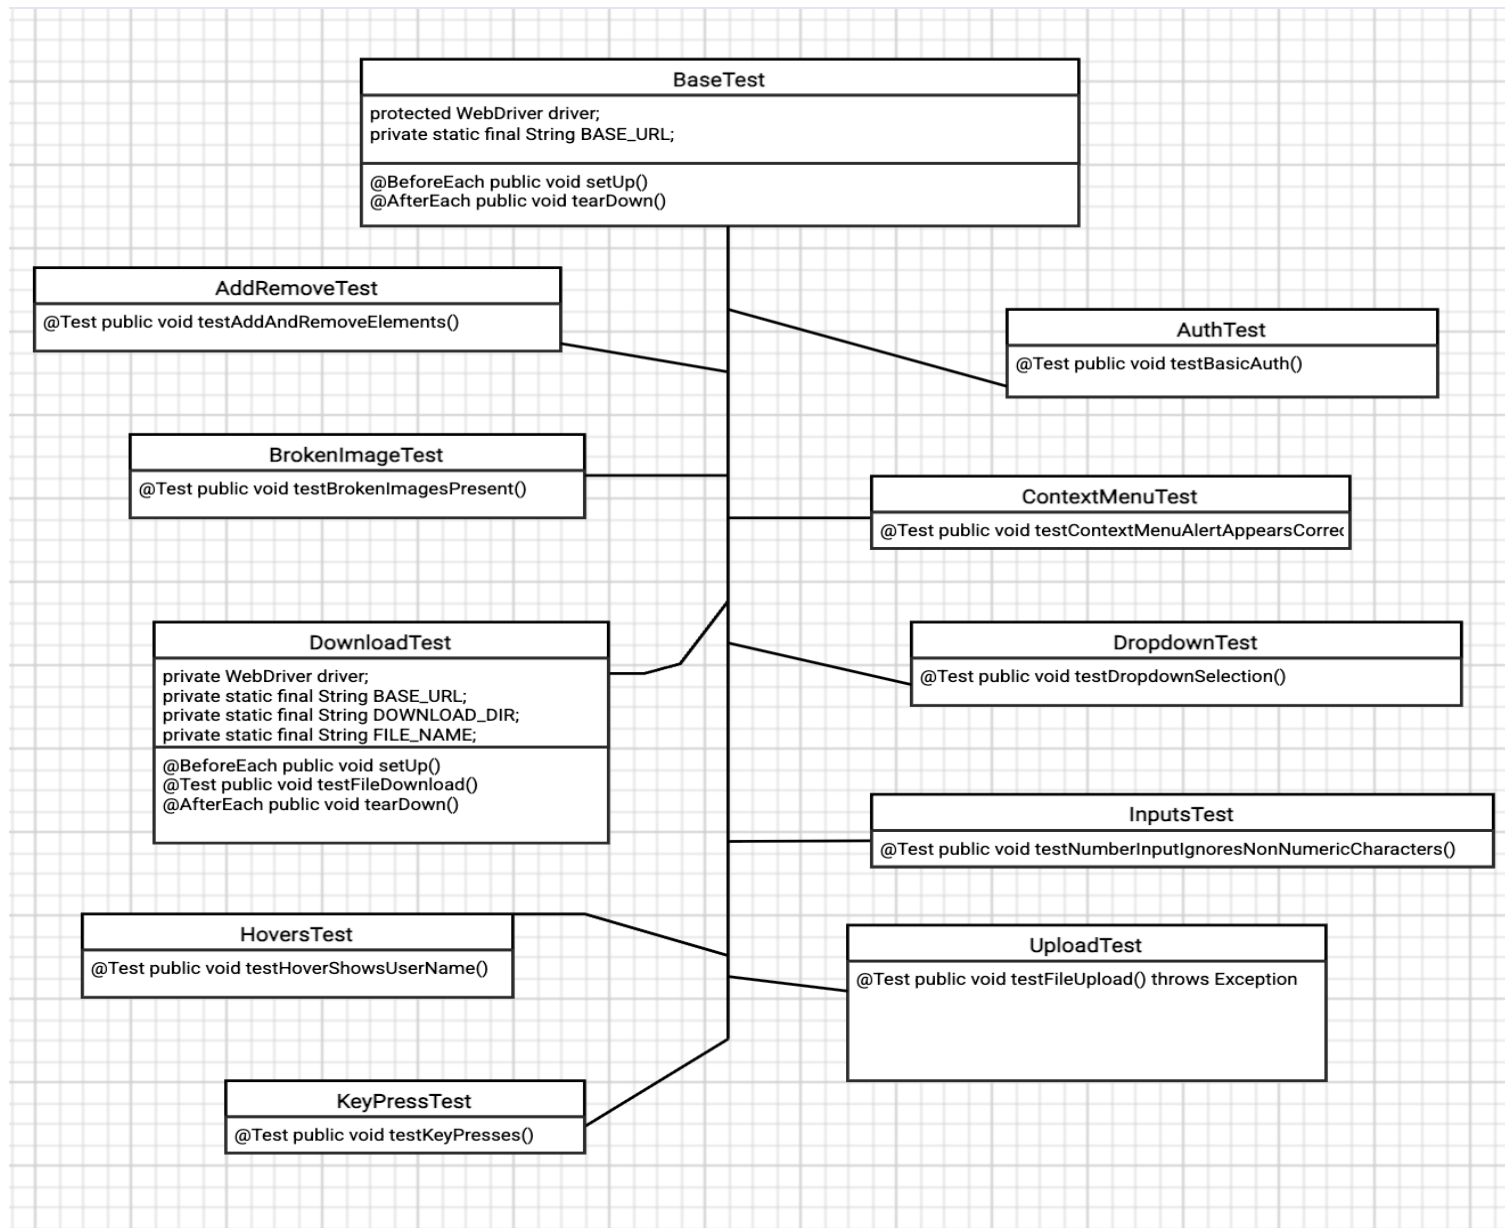 BaseTest
protected WebDriver driver;
private static final String BASE_URL;
@BeforeEach public void setUp()
@AfterEach public void tearDown()
AddRemoveTest
@Test public void testAddAndRemoveElements()
AuthTest
@Test public void testBasicAuth()
BrokenImageTest
@Test public void testBrokenImagesPresent()
ContextMenuTest
@Test public void testContextMenuAlertAppearsCorrec
DownloadTest
private WebDriver driver;
private static final String BASE_URL;
private static final String DOWNLOAD_DIR;
private static final String FILE_NAME;
@BeforeEach public void setUp()
@Test public void testFileDownload()
@AfterEach public void tearDown()
DropdownTest
@Test public void testDropdownSelection()
InputsTest
@Test public void testNumberInputIgnoresNonNumericCharacters()
HoversTest
@Test public void testHoverShowsUserName()
UploadTest
@Test public void testFileUpload() throws Exception
KeyPressTest
@Test public void testKeyPresses()